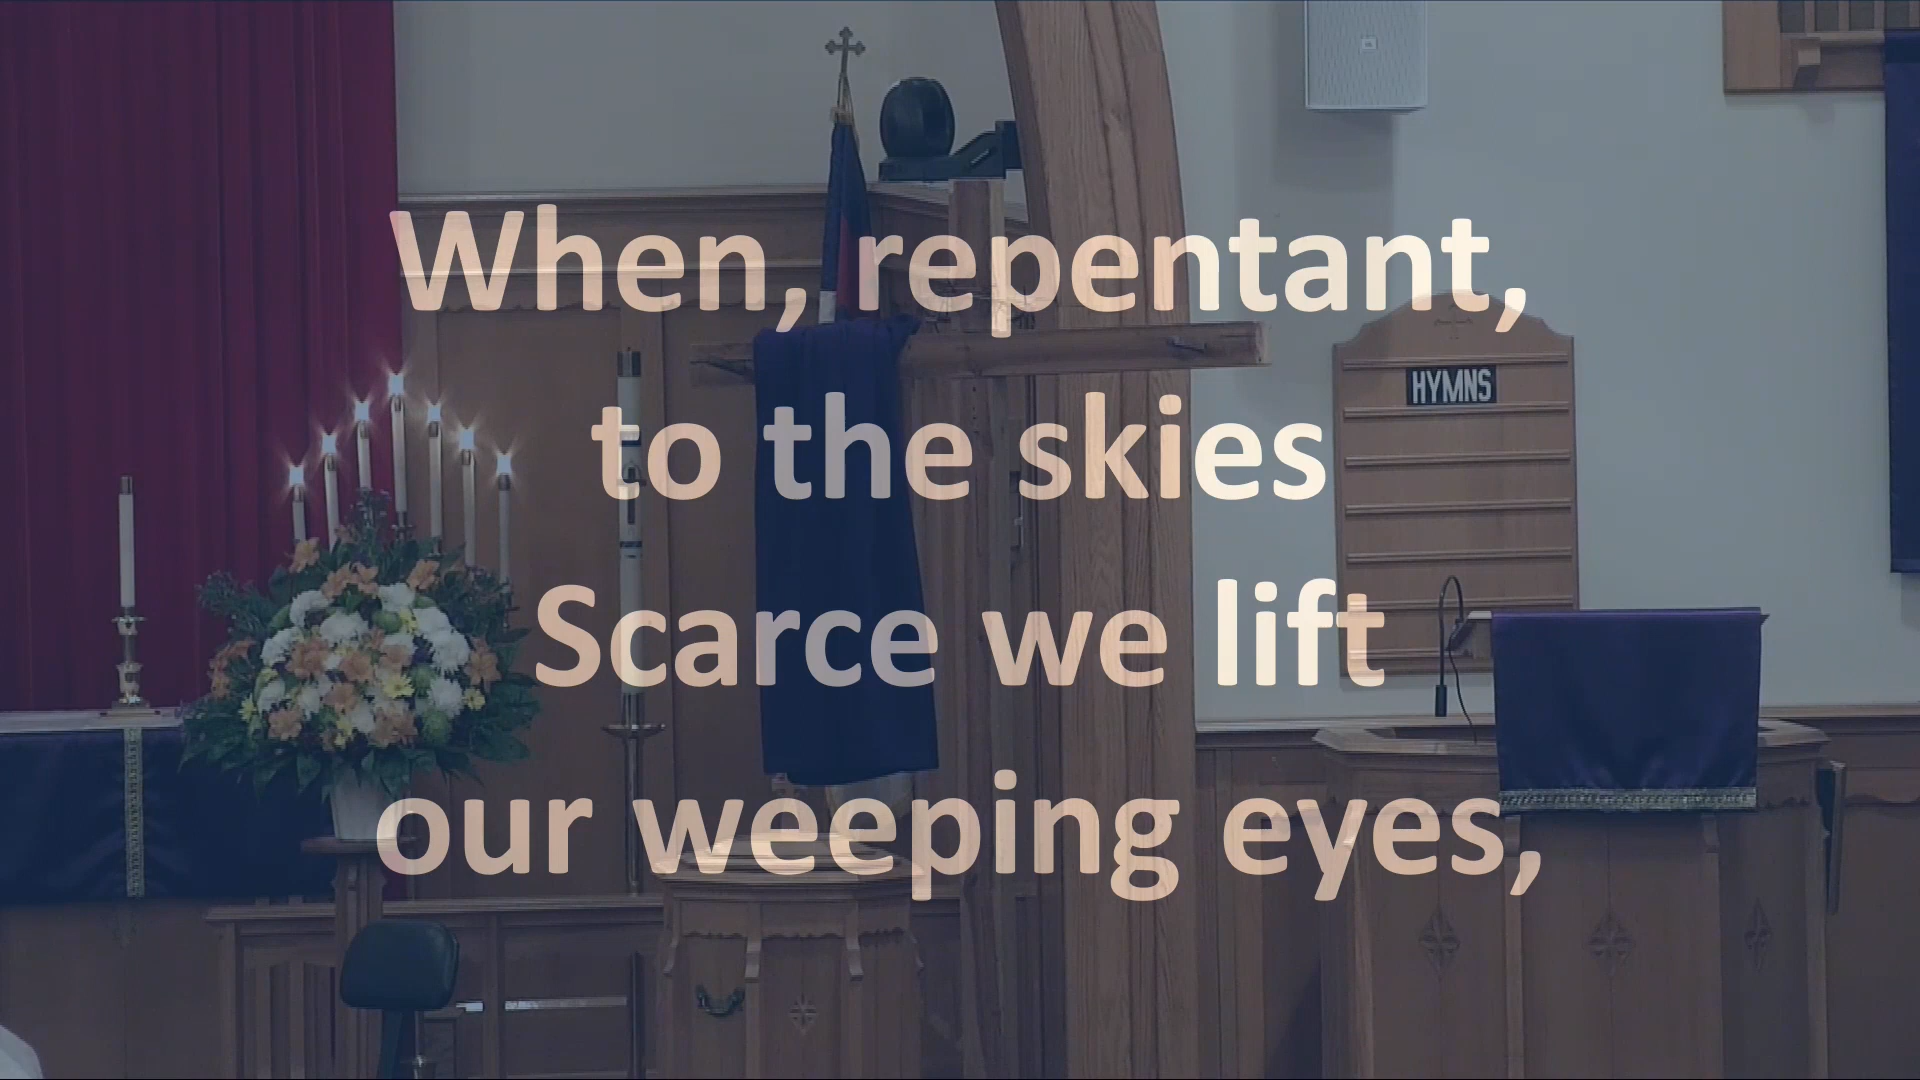 When, repentant,
to the skies
Scarce we lift
our weeping eyes,
HYMNS